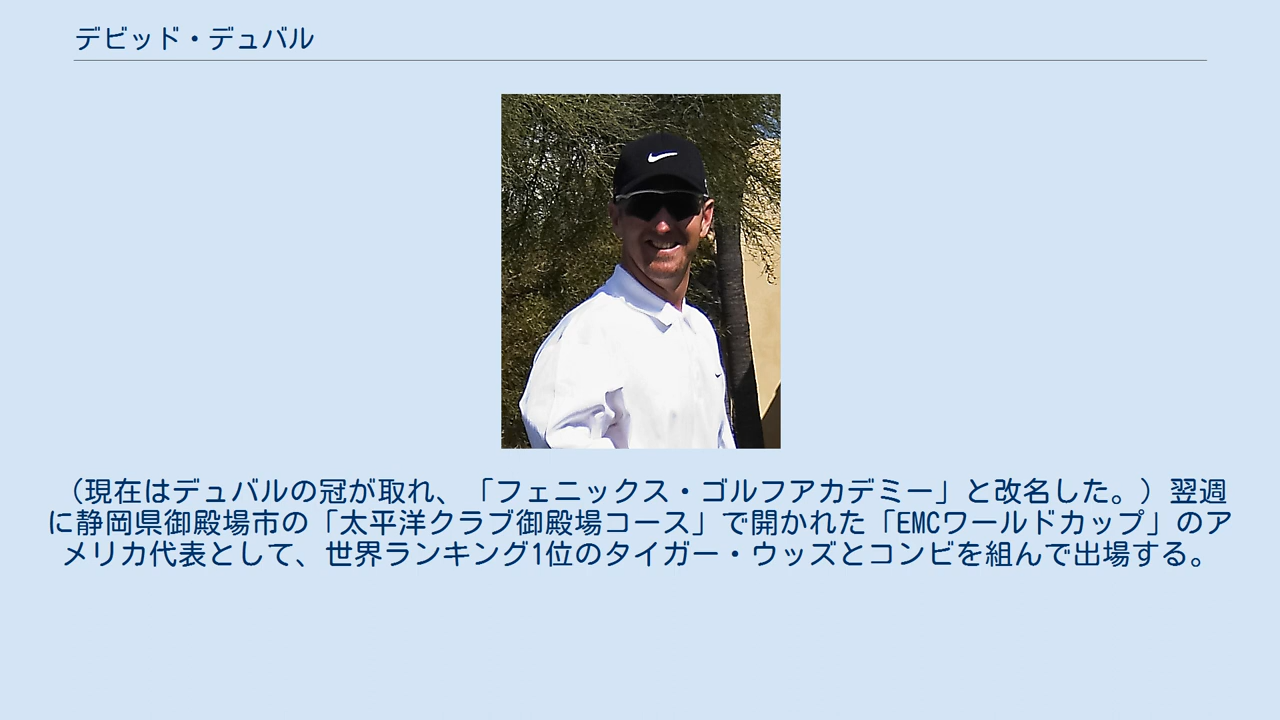 デビッド・デュバル
（現在はデュバルの冠が取れ、「フェニックス・ゴルフアカデミー」と改名した。）翌週
に静岡県御殿場市の「太平洋クラブ御殿場コース」で開かれた「EMCワールドカップ」のア
メリカ代表として、世界ランキング1位のタイガー・ウッズとコンビを組んで出場する。